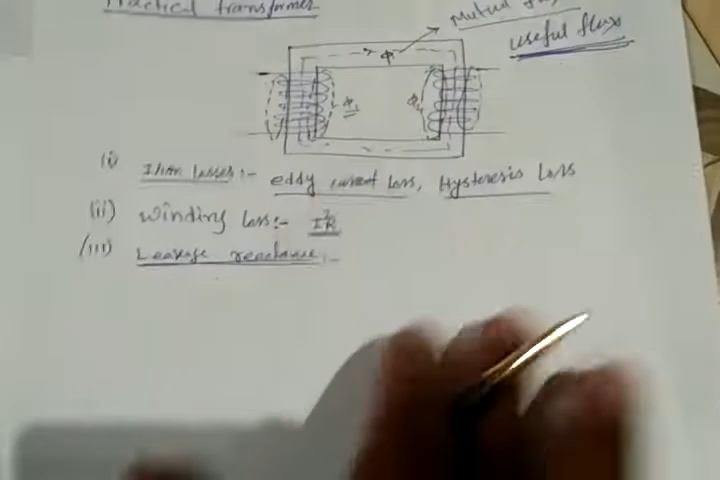 Practical transformer
Mutual flux
Useful flux
Φ
Φ₁
(i) Iron losses :- eddy current loss, Hysteresis Loss
(ii) Winding loss:- I²R
(iii) Leakage reactance:-